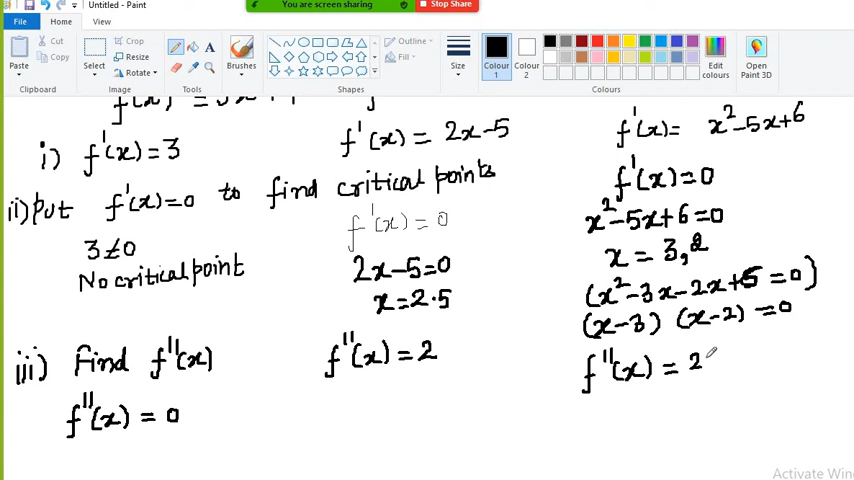 Untitled - Paint
You are screen sharing
Stop Share
File Home View
Paste
Cut
Copy
Clipboard
Select
Crop
Resize
Rotate
Image
Tools
Brushes
Shapes
Outline
Fill
Size
Colour 1
Colour 2
Colours
Edit colours
Open Paint 3D
i) f'(x) = 3
ii) put f'(x) = 0 to find critical points
3 ≠ 0
No critical point
iii) Find f''(x)
f''(x) = 0
f'(x) = 2x-5
f'(x) = 0
2x-5=0
x = 2.5
f''(x) = 2
f'(x) = x²-5x+6
f'(x) = 0
x²-5x+6=0
x = 3,2
(x²-3x-2x+6 =0)
(x-3) (x-2) =0
f''(x) = 2
Activate Win